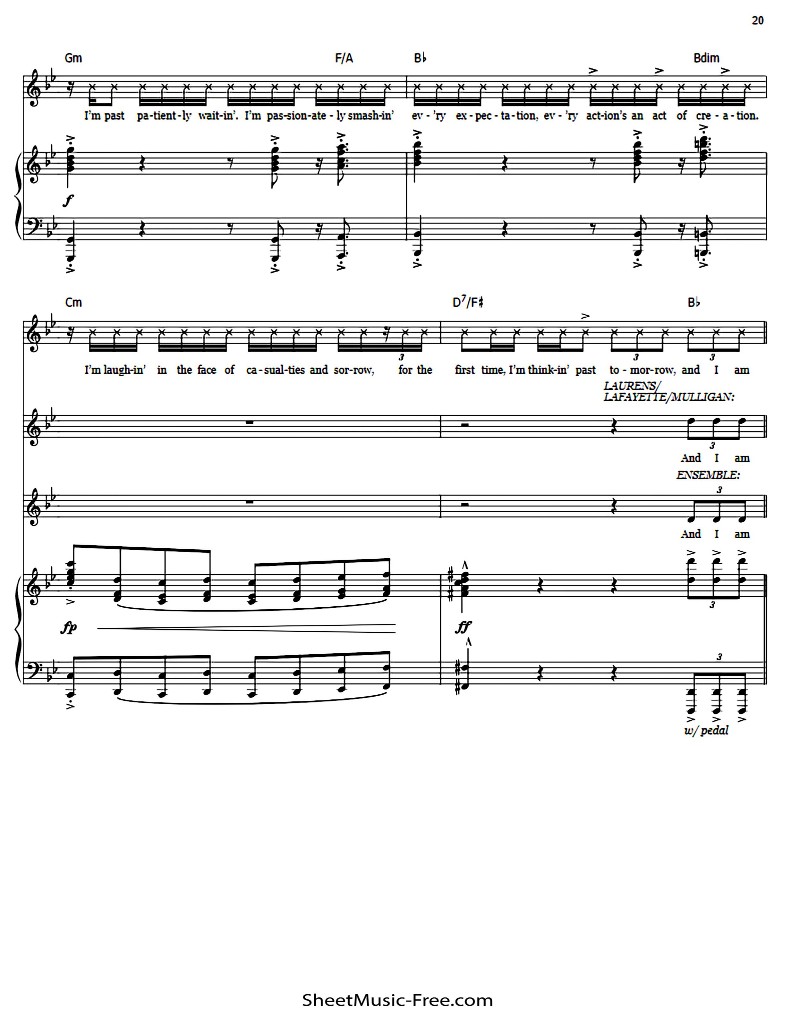 20
Gm F/A B♭ Bdim
I'm past pa-tient-ly wait-in'. I'm pas-sion-ate-ly smash-in' ev-'ry ex-pec-ta-tion, ev-'ry act-ion's an act of cre-a-tion.
f
Cm D7/F♯ B♭
3 3 3
I'm laugh-in' in the face of ca-sual-ties and sor-row, for the first time, I'm think-in' past to-mor-row, and I am
LAURENS/
LAFAYETTE/MULLIGAN:
3
And I am
ENSEMBLE:
3
And I am
3
fp ff
3
w/ pedal
SheetMusic-Free.com